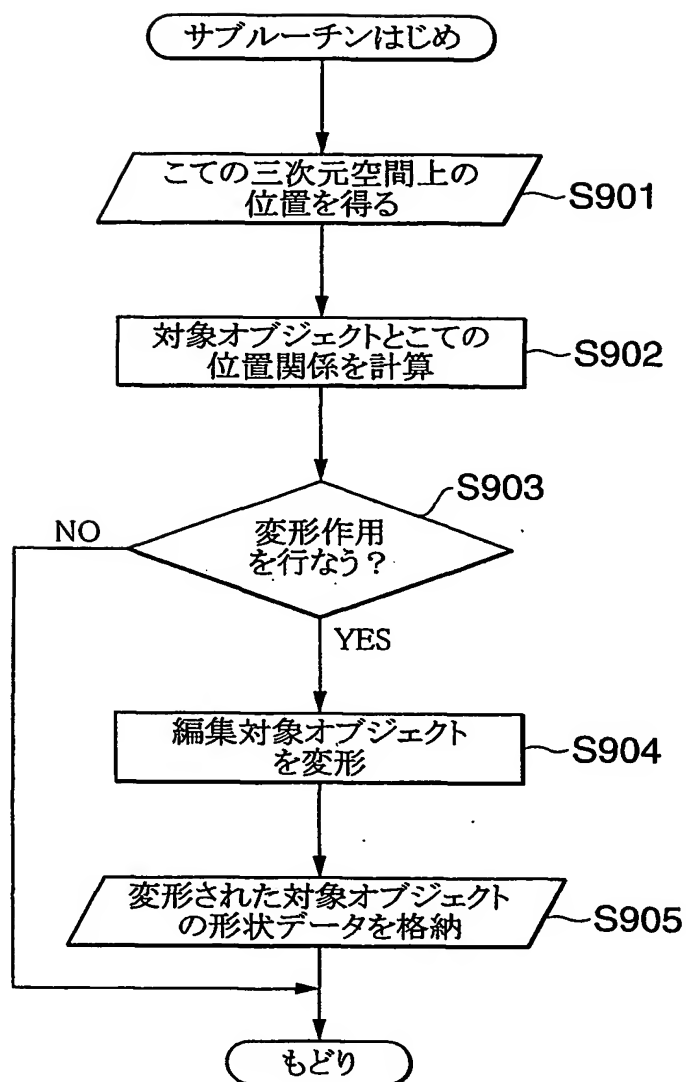 サブルーチンはじめ
こての三次元空間上の
位置を得る
S901
対象オブジェクトとこての
位置関係を計算
S902
S903
変形作用
を行なう?
NO
YES
編集対象オブジェクト
を変形
S904
変形された対象オブジェクト
の形状データを格納
S905
もどり